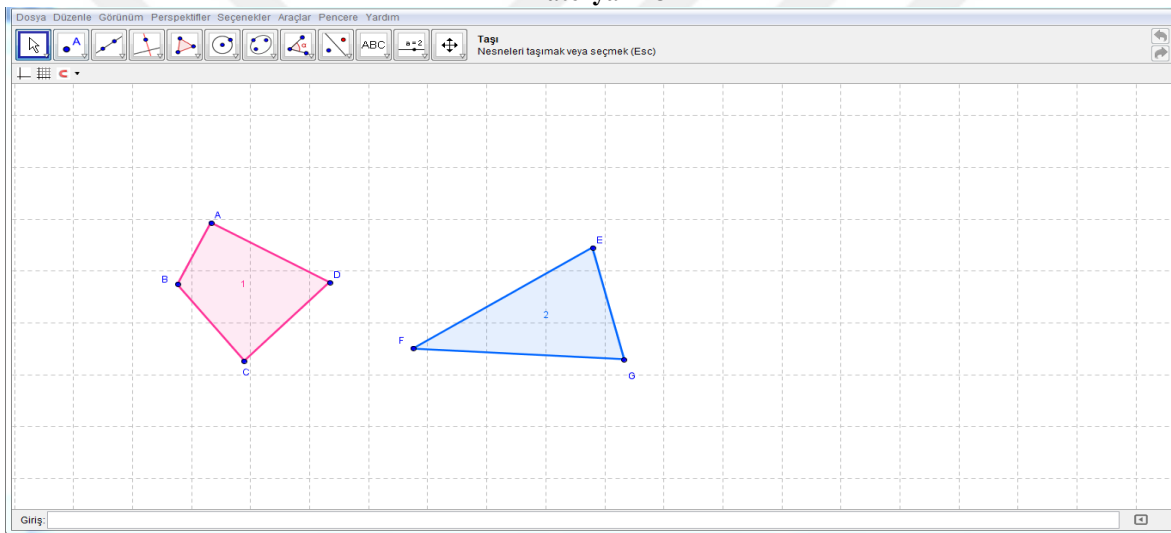 Dosya Düzenle Görünüm Perspektifler Seçenekler Araçlar Pencere Yardım
A
α
ABC
a=2
Taşı
Nesneleri taşımak veya seçmek (Esc)
A
E
B
1
D
2
F
C
G
Giriş: